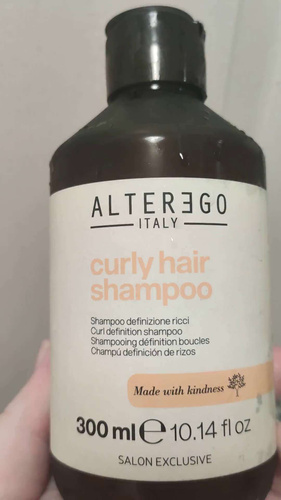 ALTERƎGO
ITALY
curly hair
shampoo
Shampoo definizione ricci
Curl definition shampoo
Shampooing définition boucles
Champú definición de rizos
Made with kindness
300 ml ℮ 10.14 fl oz
SALON EXCLUSIVE